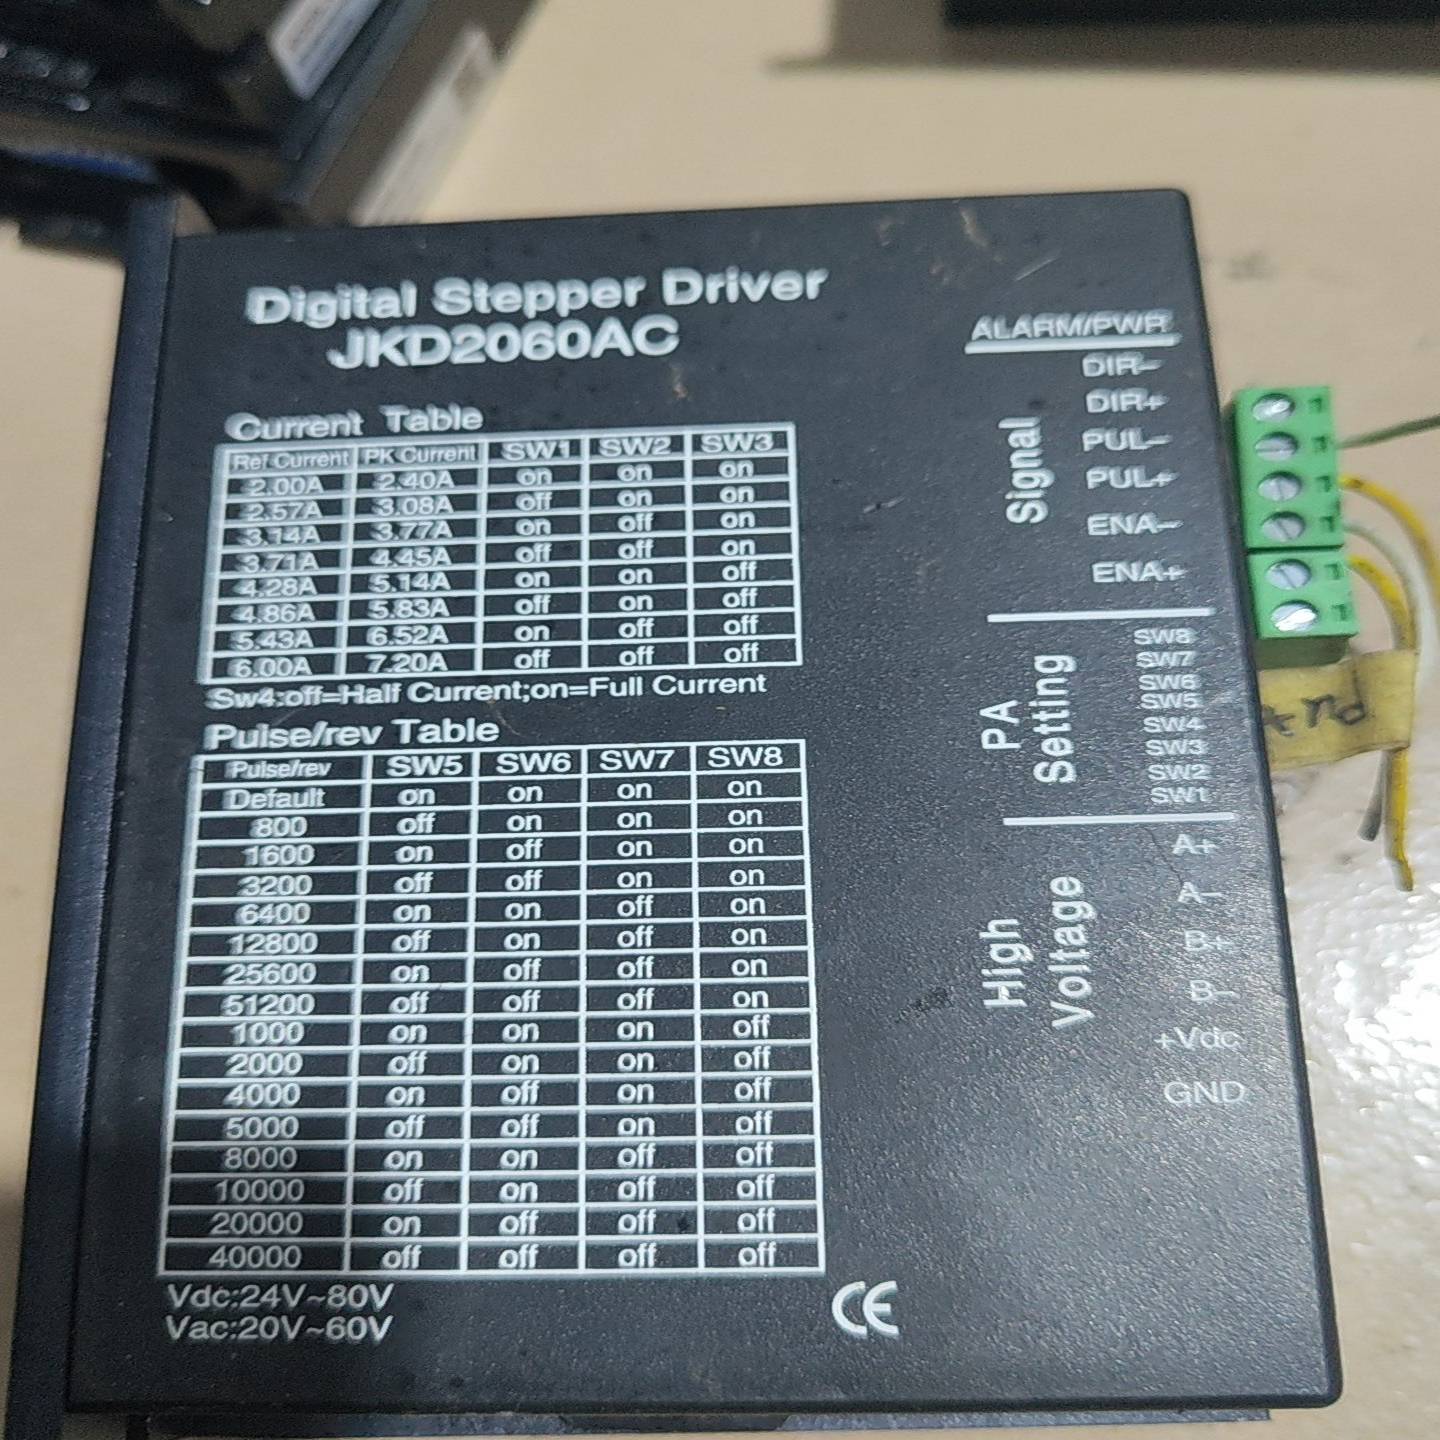 Digital Stepper Driver
JKD2060AC
Current Table
Ref Current PK Current SW1 SW2 SW3
2.00A 2.40A on on on
2.57A 3.08A off on on
3.14A 3.77A on off on
3.71A 4.45A off off on
4.28A 5.14A on on off
4.86A 5.83A off on off
5.43A 6.52A on off off
6.00A 7.20A off off off
Sw4:off=Half Current;on=Full Current
Pulse/rev Table
Pulse/rev SW5 SW6 SW7 SW8
Default on on on on
800 off on on on
1600 on off on on
3200 off off on on
6400 on on off on
12800 off on off on
25600 on off off on
51200 off off off on
1000 on on on off
2000 off on on off
4000 on off on off
5000 off off on off
8000 on on off off
10000 off on off off
20000 on off off off
40000 off off off off
Vdc:24V~80V
Vac:20V~60V
CE
ALARM/PWR
Signal
DIR-
DIR+
PUL-
PUL+
ENA-
ENA+
PA
Setting
SW8
SW7
SW6
SW5
SW4
SW3
SW2
SW1
High
Voltage
A+
A-
B+
B-
+Vdc
GND